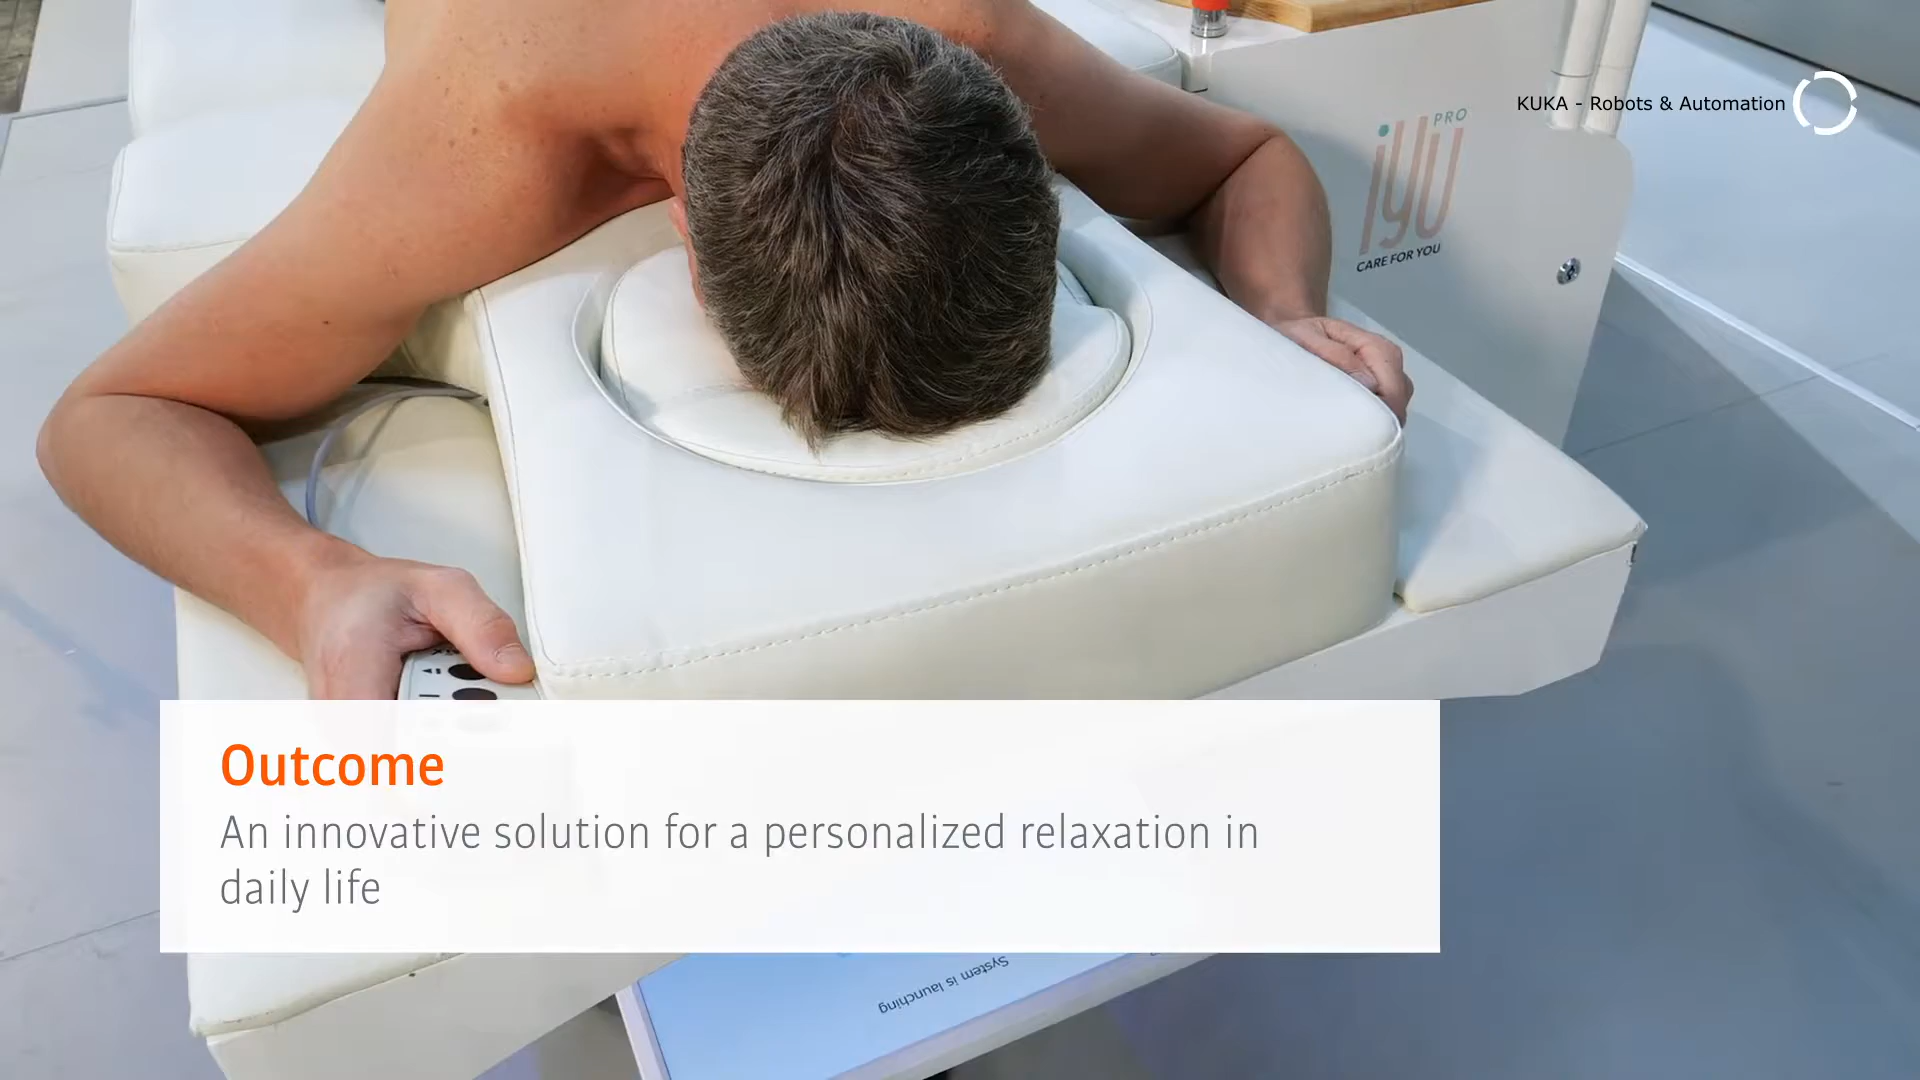 PRO
iYU
CARE FOR YOU
KUKA - Robots & Automation
Outcome
An innovative solution for a personalized relaxation in
daily life
System is launching